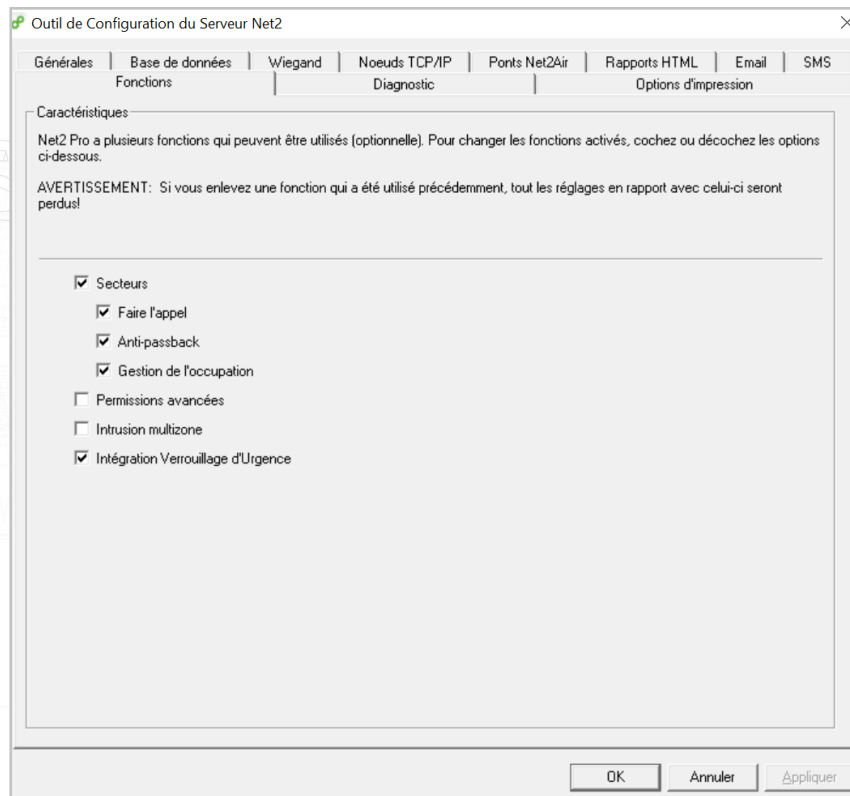 Outil de Configuration du Serveur Net2
Générales Base de données Wiegand Noeuds TCP/IP Ponts Net2Air Rapports HTML Email SMS
Fonctions Diagnostic Options d'impression
Caractéristiques
Net2 Pro a plusieurs fonctions qui peuvent être utilisés (optionnelle). Pour changer les fonctions activés, cochez ou décochez les options
ci-dessous.
AVERTISSEMENT: Si vous enlevez une fonction qui a été utilisé précédemment, tout les réglages en rapport avec celui-ci seront
perdus!
Secteurs
Faire l'appel
Anti-passback
Gestion de l'occupation
Permissions avancées
Intrusion multizone
Intégration Verrouillage d'Urgence
OK Annuler Appliquer